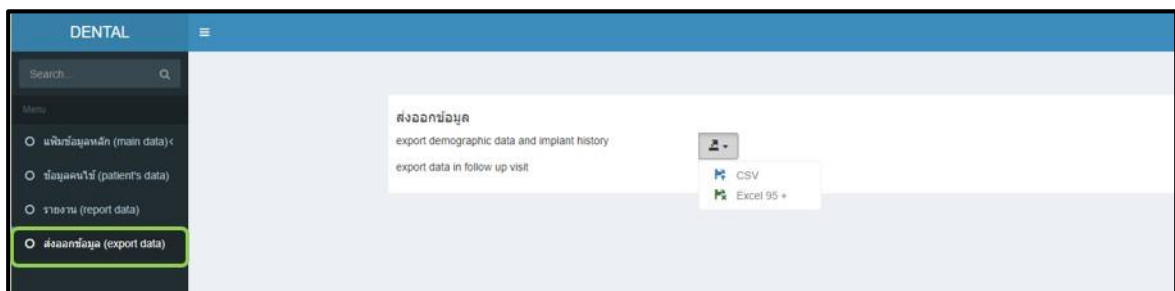 DENTAL
Search...
Menu
แฟ้มข้อมูลหลัก (main data)<
ข้อมูลคนไข้ (patient's data)
รายงาน (report data)
ส่งออกข้อมูล (export data)
ส่งออกข้อมูล
export demographic data and implant history
export data in follow up visit
CSV
Excel 95 +